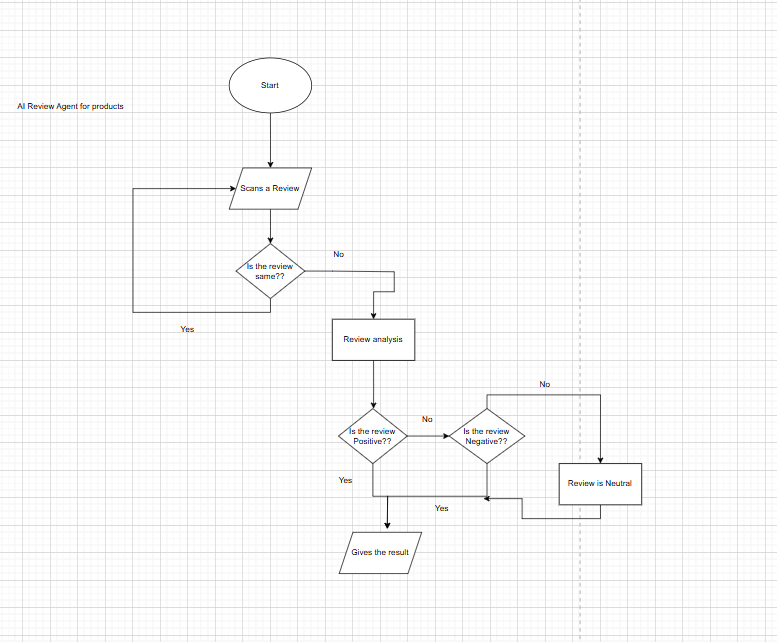 Start
AI Review Agent for products
Scans a Review
No
Is the review
same??
Yes
Review analysis
No
No
Is the review
Positive??
Is the review
Negative??
Yes
Review is Neutral
Yes
Gives the result